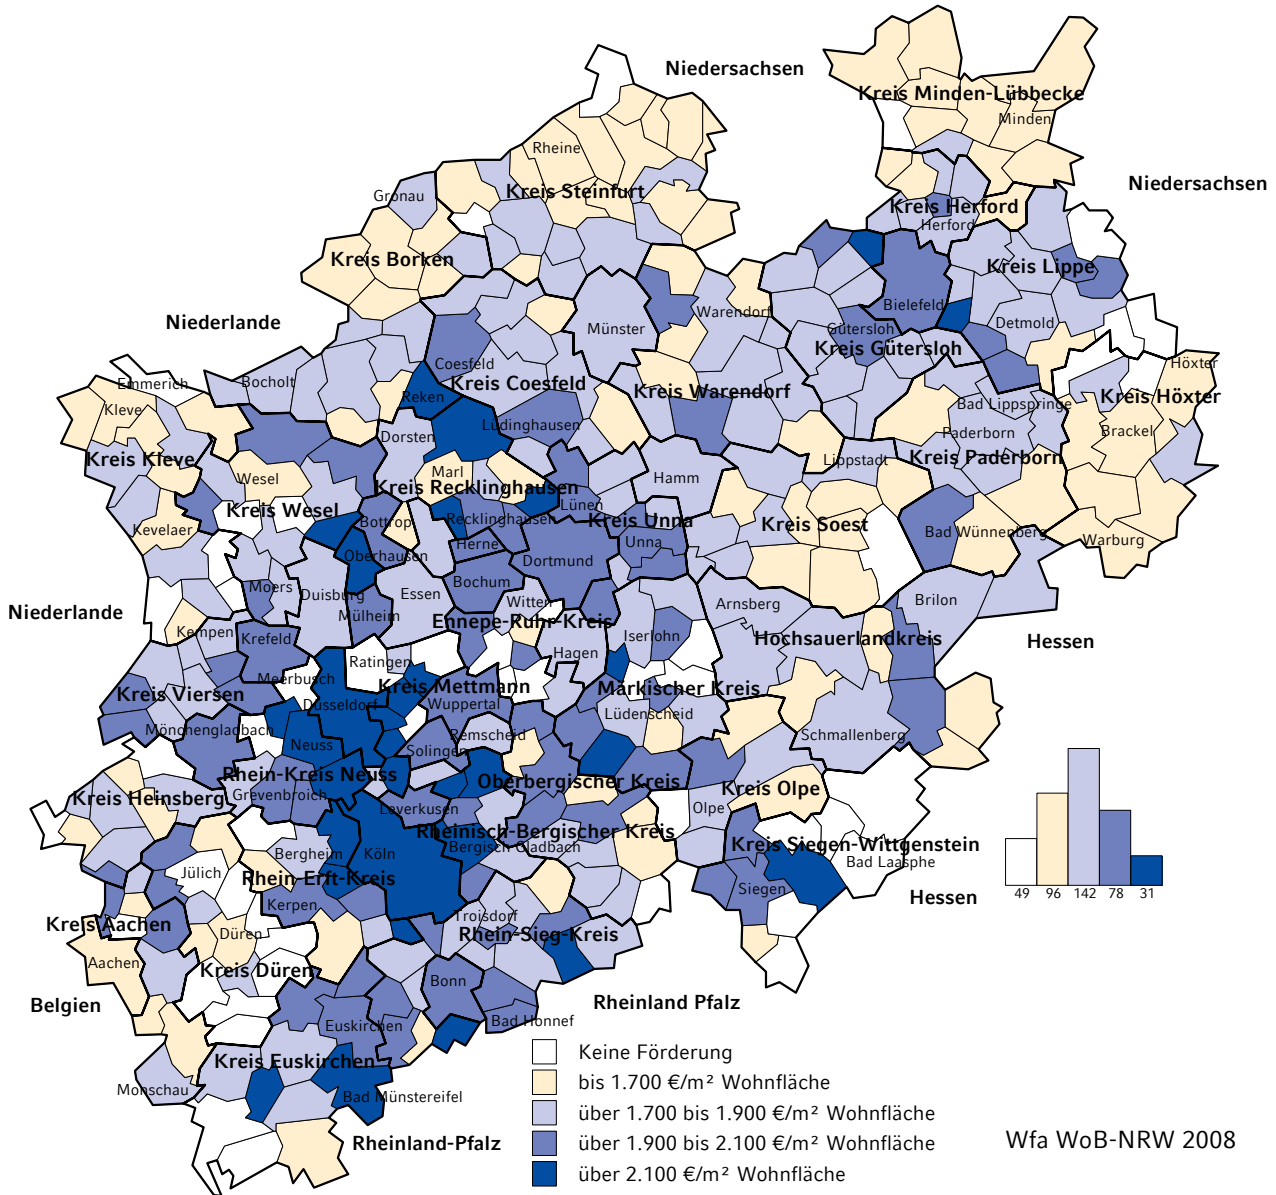 Niedersachsen
Kreis Minden-Lübbecke
Minden
Rheine
Niedersachsen
Kreis Steinfurt
Gronau
Kreis Herford
Herford
Kreis Borken
Kreis Lippe
Bielefeld
Warendorf
Niederlande
Münster
Gütersloh
Detmold
Kreis Gütersloh
Coesfeld
Höxter
Emmerich
Bocholt
Kreis Coesfeld
Kreis Warendorf
Reken
Kreis Höxter
Kleve
Bad Lippspringe
Lüdinghausen
Dorsten
Paderborn
Brackel
Kreis Kleve
Kreis Paderborn
Lippstadt
Marl
Wesel
Hamm
Kreis Recklinghausen
Kreis Wesel
Lünen
Bottrop
Recklinghausen
Kreis Unna
Kreis Soest
Kevelaer
Bad Wünnenberg
Warburg
Herne
Unna
Oberhausen
Dortmund
Bochum
Moers
Duisburg
Essen
Witten
Arnsberg
Brilon
Niederlande
Mülheim
Ennepe-Ruhr-Kreis
Kempen
Krefeld
Iserlohn
Hochsauerlandkreis
Hessen
Hagen
Ratingen
Meerbusch
Kreis Mettmann
Märkischer Kreis
Kreis Viersen
Düsseldorf
Wuppertal
Lüdenscheid
Mönchengladbach
Remscheid
Schmallenberg
Neuss
Solingen
Rhein-Kreis Neuss
Oberbergischer Kreis
Kreis Olpe
Kreis Heinsberg
Grevenbroich
Leverkusen
Olpe
Rheinisch-Bergischer Kreis
Kreis Siegen-Wittgenstein
Bergheim
Köln
Bergisch Gladbach
Bad Laasphe
Jülich
Rhein-Erft-Kreis
Siegen
49 96 142 78 31
Hessen
Kerpen
Troisdorf
Kreis Aachen
Düren
Rhein-Sieg-Kreis
Aachen
Kreis Düren
Bonn
Belgien
Rheinland Pfalz
Euskirchen
Bad Honnef
Keine Förderung
Kreis Euskirchen
bis 1.700 €/m² Wohnfläche
Monschau
Bad Münstereifel
über 1.700 bis 1.900 €/m² Wohnfläche
Rheinland-Pfalz
über 1.900 bis 2.100 €/m² Wohnfläche
Wfa WoB-NRW 2008
über 2.100 €/m² Wohnfläche